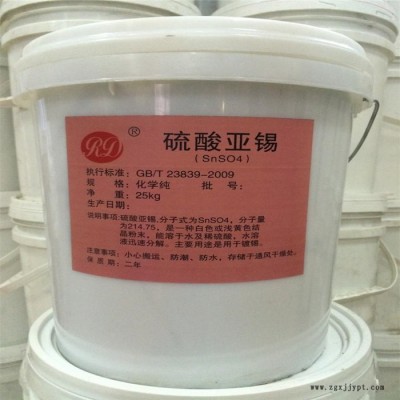 RD ®
硫酸亚锡
(SnSO4)
执行标准: GB/T 23839-2009
规 格: 化学纯 批 号:
净 重: 25kg
生产日期:
说明事项:硫酸亚锡,分子式为SnSO4，分子量
为214.75，是一种白色或浅黄色结
晶粉末，能溶于水及稀硫酸，水溶
液迅速分解。主要用途是用于镀锡。
注意事项: 小心搬运，防潮、防水，存储于通风干燥处。
保 质 期: 二年
www.zgxjjypt.com